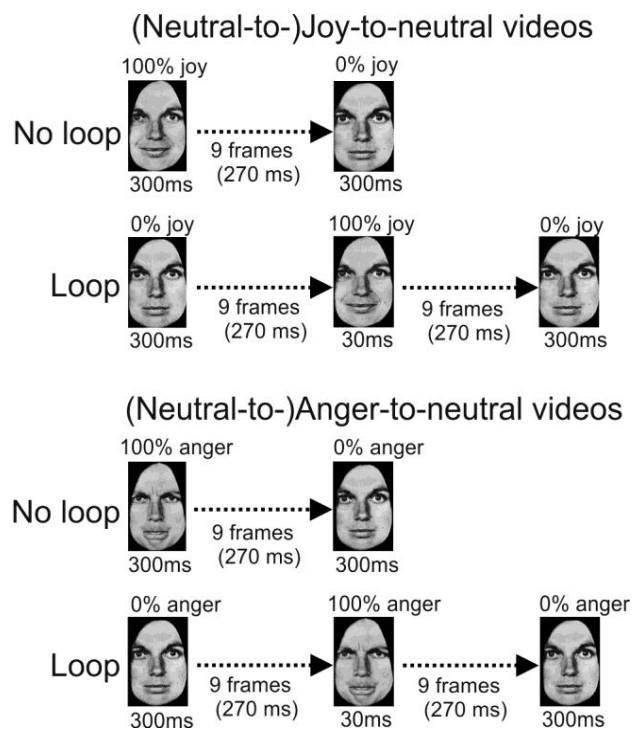 (Neutral-to-)Joy-to-neutral videos
100% joy 0% joy
No loop
9 frames
(270 ms)
300ms 300ms
0% joy 100% joy 0% joy
Loop
9 frames 9 frames
(270 ms) (270 ms)
300ms 30ms 300ms
(Neutral-to-)Anger-to-neutral videos
100% anger 0% anger
No loop
9 frames
(270 ms)
300ms 300ms
0% anger 100% anger 0% anger
Loop
9 frames 9 frames
(270 ms) (270 ms)
300ms 30ms 300ms